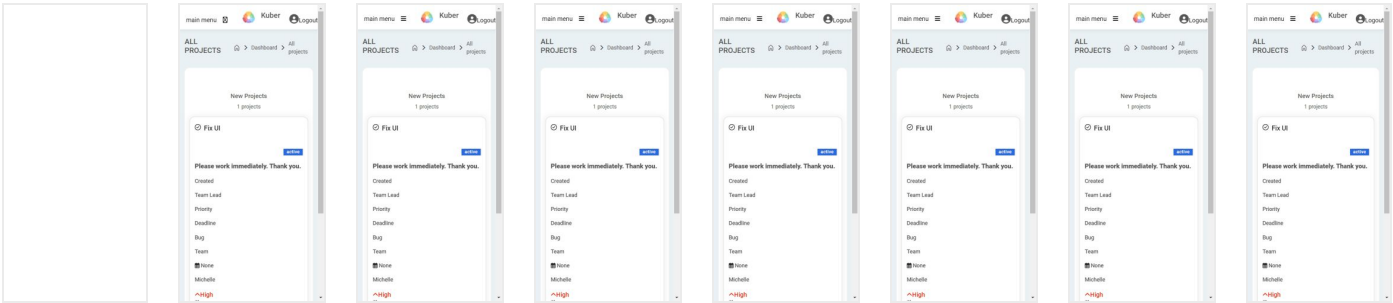 main menu Kuber Logout
ALL PROJECTS > Dashboard > All projects
New Projects
1 projects
Fix UI
active
Please work immediately. Thank you.
Created
Team Lead
Priority
Deadline
Bug
Team
None
Michelle
High
main menu ≡ Kuber Logout
ALL PROJECTS > Dashboard > All projects
New Projects
1 projects
Fix UI
active
Please work immediately. Thank you.
Created
Team Lead
Priority
Deadline
Bug
Team
None
Michelle
High
main menu ≡ Kuber Logout
ALL PROJECTS > Dashboard > All projects
New Projects
1 projects
Fix UI
active
Please work immediately. Thank you.
Created
Team Lead
Priority
Deadline
Bug
Team
None
Michelle
High
main menu ≡ Kuber Logout
ALL PROJECTS > Dashboard > All projects
New Projects
1 projects
Fix UI
active
Please work immediately. Thank you.
Created
Team Lead
Priority
Deadline
Bug
Team
None
Michelle
High
main menu ≡ Kuber Logout
ALL PROJECTS > Dashboard > All projects
New Projects
1 projects
Fix UI
active
Please work immediately. Thank you.
Created
Team Lead
Priority
Deadline
Bug
Team
None
Michelle
High
main menu ≡ Kuber Logout
ALL PROJECTS > Dashboard > All projects
New Projects
1 projects
Fix UI
active
Please work immediately. Thank you.
Created
Team Lead
Priority
Deadline
Bug
Team
None
Michelle
High
main menu ≡ Kuber Logout
ALL PROJECTS > Dashboard > All projects
New Projects
1 projects
Fix UI
active
Please work immediately. Thank you.
Created
Team Lead
Priority
Deadline
Bug
Team
None
Michelle
High